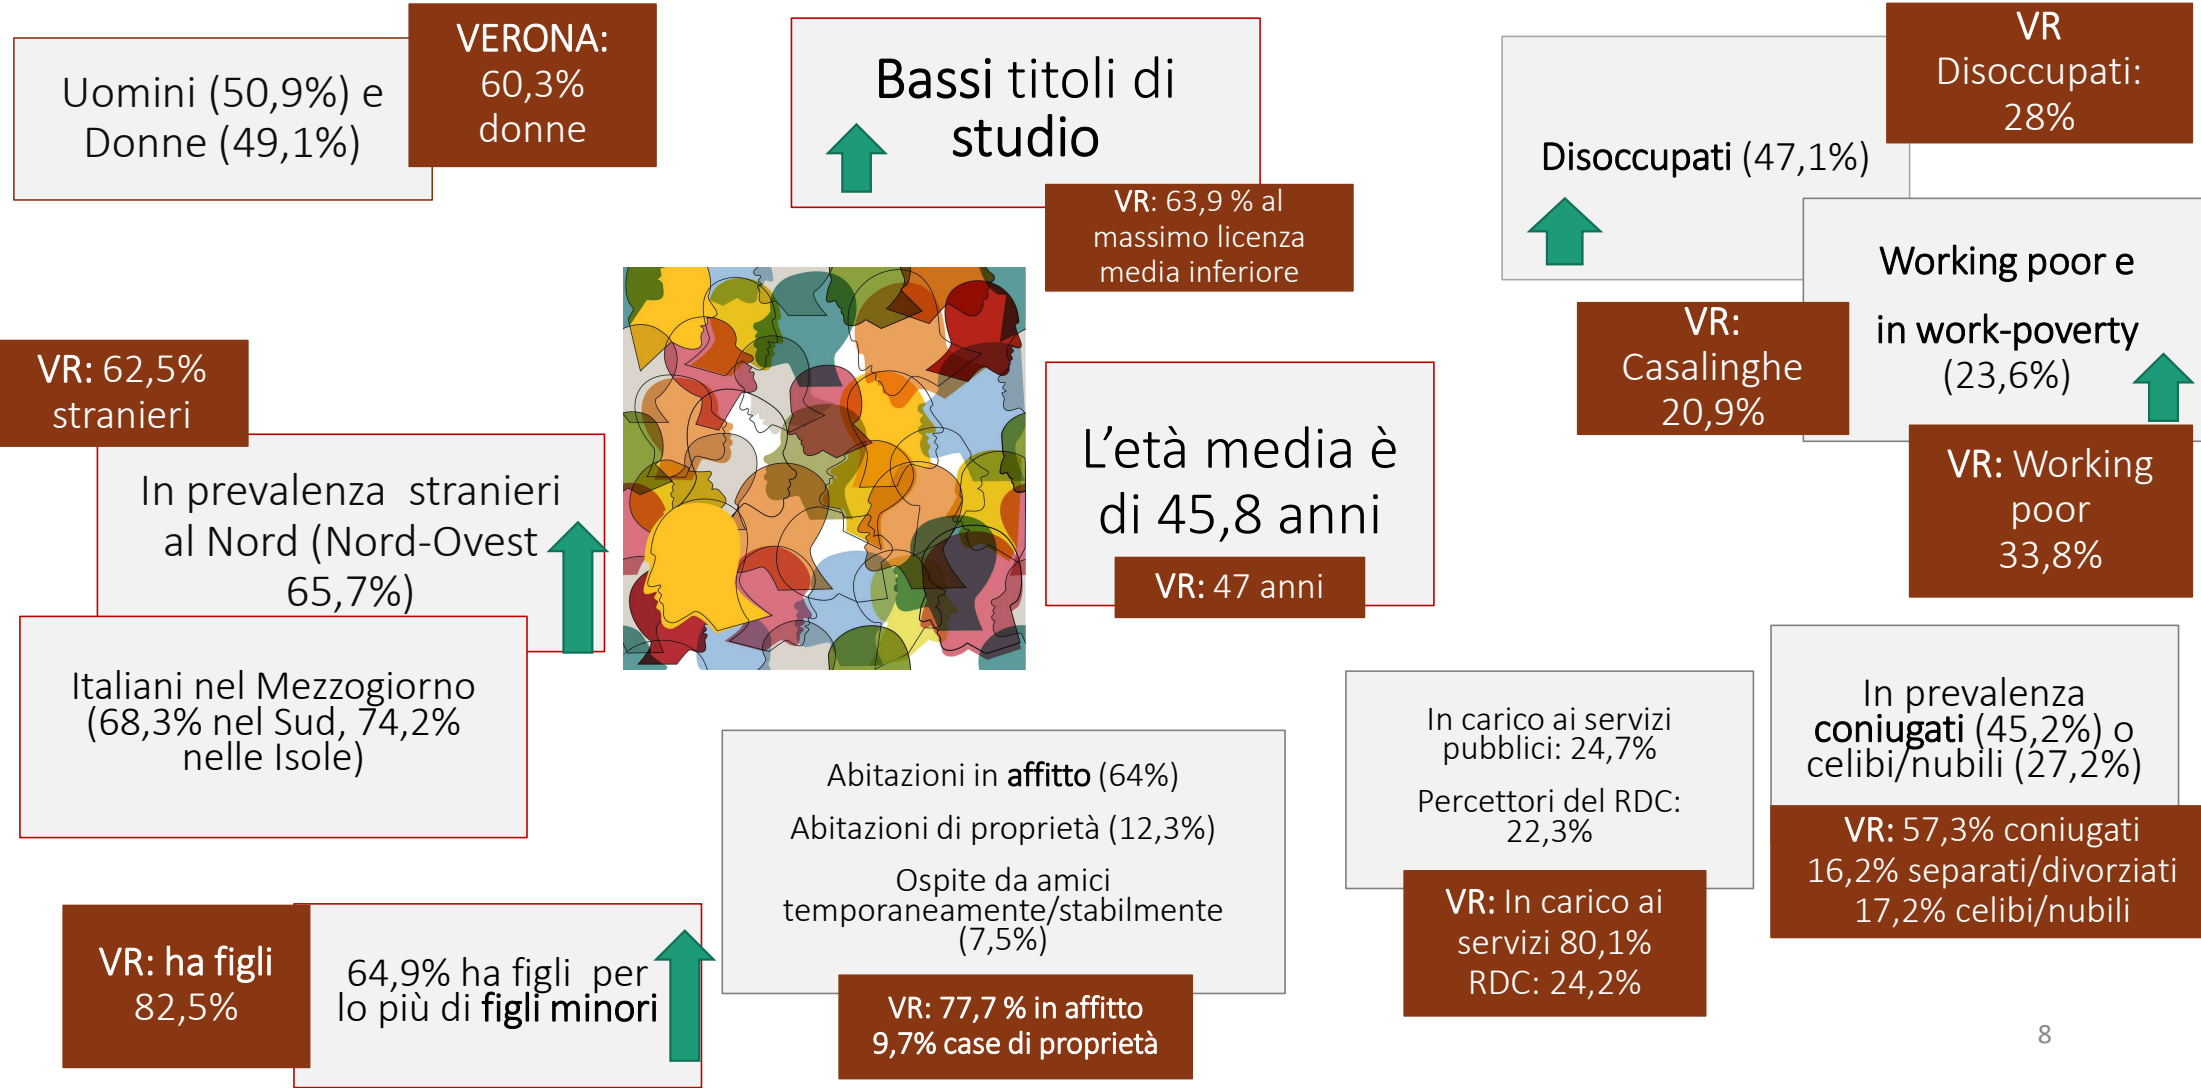 Uomini (50,9%) e
Donne (49,1%)
VERONA:
60,3%
donne
Bassi titoli di
studio
VR: 63,9 % al
massimo licenza
media inferiore
VR
Disoccupati:
28%
Disoccupati (47,1%)
Working poor e
in work-poverty
(23,6%)
VR:
Casalinghe
20,9%
VR: Working
poor
33,8%
VR: 62,5%
stranieri
In prevalenza stranieri
al Nord (Nord-Ovest
65,7%)
Italiani nel Mezzogiorno
(68,3% nel Sud, 74,2%
nelle Isole)
L'età media è
di 45,8 anni
VR: 47 anni
In prevalenza
coniugati (45,2%) o
celibi/nubili (27,2%)
VR: 57,3% coniugati
16,2% separati/divorziati
17,2% celibi/nubili
In carico ai servizi
pubblici: 24,7%
Percettori del RDC:
22,3%
VR: In carico ai
servizi 80,1%
RDC: 24,2%
Abitazioni in affitto (64%)
Abitazioni di proprietà (12,3%)
Ospite da amici
temporaneamente/stabilmente
(7,5%)
VR: 77,7 % in affitto
9,7% case di proprietà
VR: ha figli
82,5%
64,9% ha figli per
lo più di figli minori
8